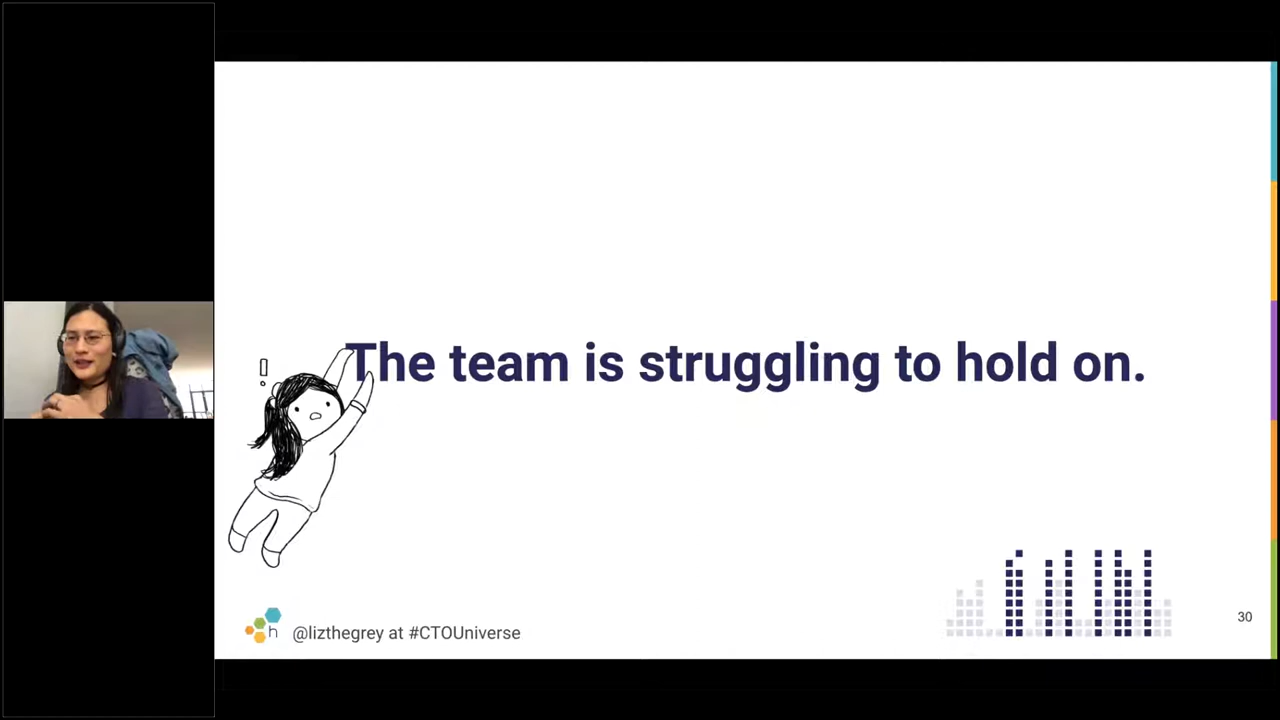 !
The team is struggling to hold on.
h
@lizthegrey at #CTOUniverse
30